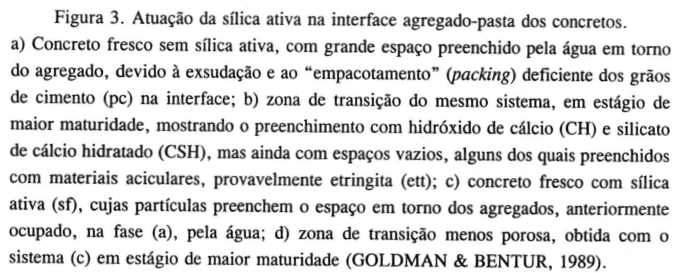 Figura 3. Atuação da sílica ativa na interface agregado-pasta dos concretos.
a) Concreto fresco sem sílica ativa, com grande espaço preenchido pela água em torno
do agregado, devido à exsudação e ao “empacotamento” (packing) deficiente dos grãos
de cimento (pc) na interface; b) zona de transição do mesmo sistema, em estágio de
maior maturidade, mostrando o preenchimento com hidróxido de cálcio (CH) e silicato
de cálcio hidratado (CSH), mas ainda com espaços vazios, alguns dos quais preenchidos
com materiais aciculares, provavelmente etringita (ett); c) concreto fresco com sílica
ativa (sf), cujas partículas preenchem o espaço em torno dos agregados, anteriormente
ocupado, na fase (a), pela água; d) zona de transição menos porosa, obtida com o
sistema (c) em estágio de maior maturidade (GOLDMAN & BENTUR, 1989).